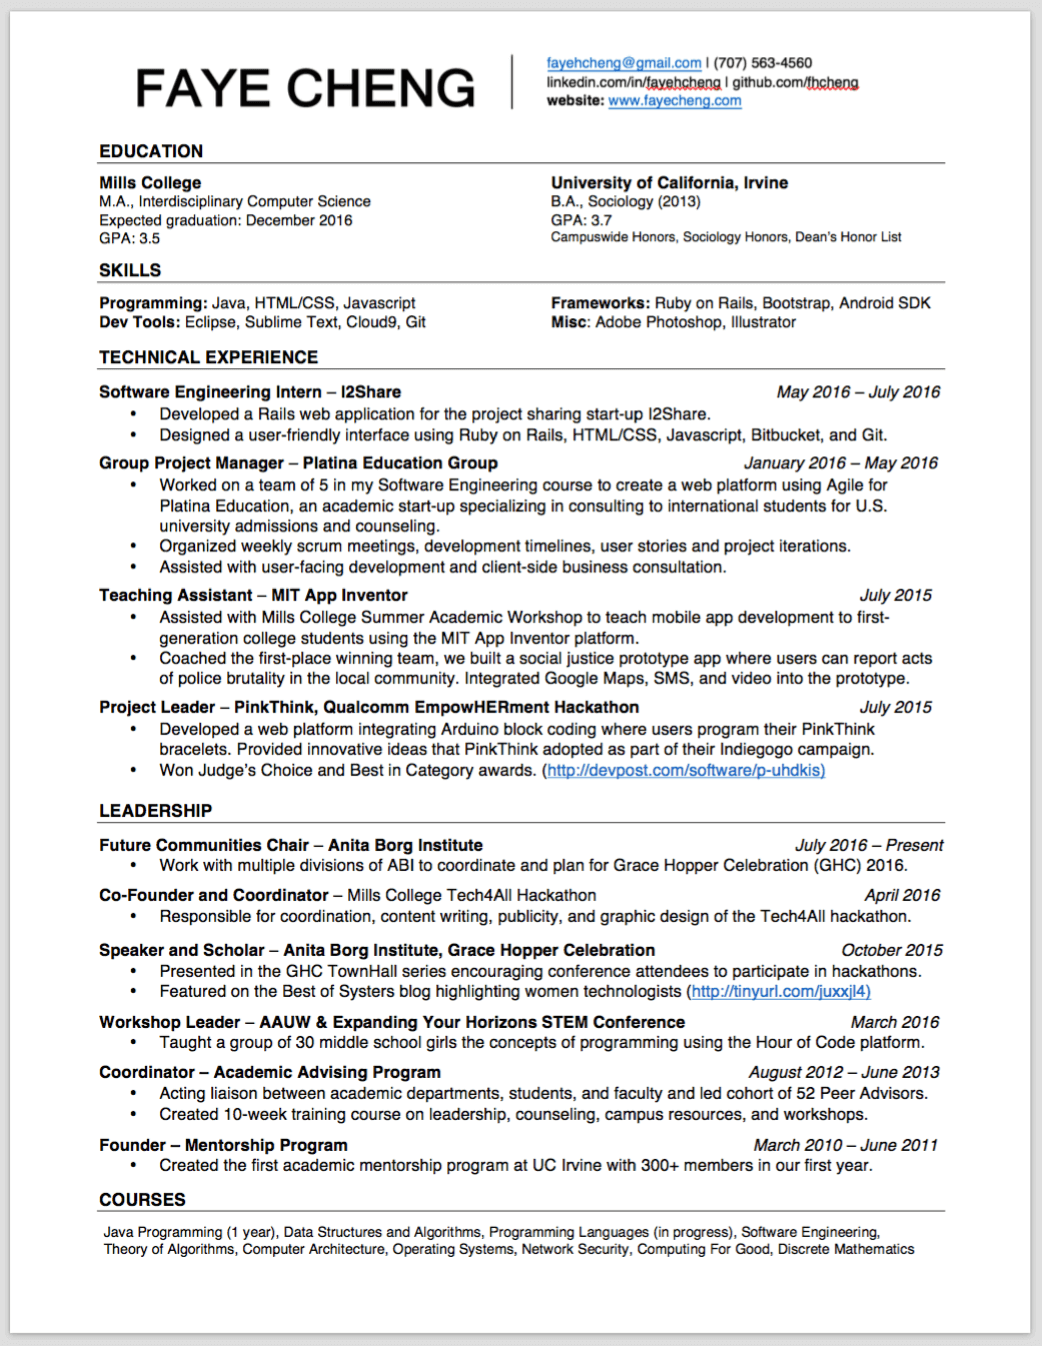 FAYE CHENG
fayehcheng@gmail.com | (707) 563-4560
linkedin.com/in/fayehcheng | github.com/fhcheng
website: www.fayecheng.com
EDUCATION
Mills College
M.A., Interdisciplinary Computer Science
Expected graduation: December 2016
GPA: 3.5
University of California, Irvine
B.A., Sociology (2013)
GPA: 3.7
Campuswide Honors, Sociology Honors, Dean's Honor List
SKILLS
Programming: Java, HTML/CSS, Javascript
Dev Tools: Eclipse, Sublime Text, Cloud9, Git
Frameworks: Ruby on Rails, Bootstrap, Android SDK
Misc: Adobe Photoshop, Illustrator
TECHNICAL EXPERIENCE
Software Engineering Intern – I2Share May 2016 – July 2016
• Developed a Rails web application for the project sharing start-up I2Share.
• Designed a user-friendly interface using Ruby on Rails, HTML/CSS, Javascript, Bitbucket, and Git.
Group Project Manager – Platina Education Group January 2016 – May 2016
• Worked on a team of 5 in my Software Engineering course to create a web platform using Agile for
Platina Education, an academic start-up specializing in consulting to international students for U.S.
university admissions and counseling.
• Organized weekly scrum meetings, development timelines, user stories and project iterations.
• Assisted with user-facing development and client-side business consultation.
Teaching Assistant – MIT App Inventor July 2015
• Assisted with Mills College Summer Academic Workshop to teach mobile app development to first-
generation college students using the MIT App Inventor platform.
• Coached the first-place winning team, we built a social justice prototype app where users can report acts
of police brutality in the local community. Integrated Google Maps, SMS, and video into the prototype.
Project Leader – PinkThink, Qualcomm EmpowHERment Hackathon July 2015
• Developed a web platform integrating Arduino block coding where users program their PinkThink
bracelets. Provided innovative ideas that PinkThink adopted as part of their Indiegogo campaign.
• Won Judge's Choice and Best in Category awards. (http://devpost.com/software/p-uhdkis)
LEADERSHIP
Future Communities Chair – Anita Borg Institute July 2016 – Present
• Work with multiple divisions of ABI to coordinate and plan for Grace Hopper Celebration (GHC) 2016.
Co-Founder and Coordinator – Mills College Tech4All Hackathon April 2016
• Responsible for coordination, content writing, publicity, and graphic design of the Tech4All hackathon.
Speaker and Scholar – Anita Borg Institute, Grace Hopper Celebration October 2015
• Presented in the GHC TownHall series encouraging conference attendees to participate in hackathons.
• Featured on the Best of Systers blog highlighting women technologists (http://tinyurl.com/juxxjl4)
Workshop Leader – AAUW & Expanding Your Horizons STEM Conference March 2016
• Taught a group of 30 middle school girls the concepts of programming using the Hour of Code platform.
Coordinator – Academic Advising Program August 2012 – June 2013
• Acting liaison between academic departments, students, and faculty and led cohort of 52 Peer Advisors.
• Created 10-week training course on leadership, counseling, campus resources, and workshops.
Founder – Mentorship Program March 2010 – June 2011
• Created the first academic mentorship program at UC Irvine with 300+ members in our first year.
COURSES
Java Programming (1 year), Data Structures and Algorithms, Programming Languages (in progress), Software Engineering,
Theory of Algorithms, Computer Architecture, Operating Systems, Network Security, Computing For Good, Discrete Mathematics